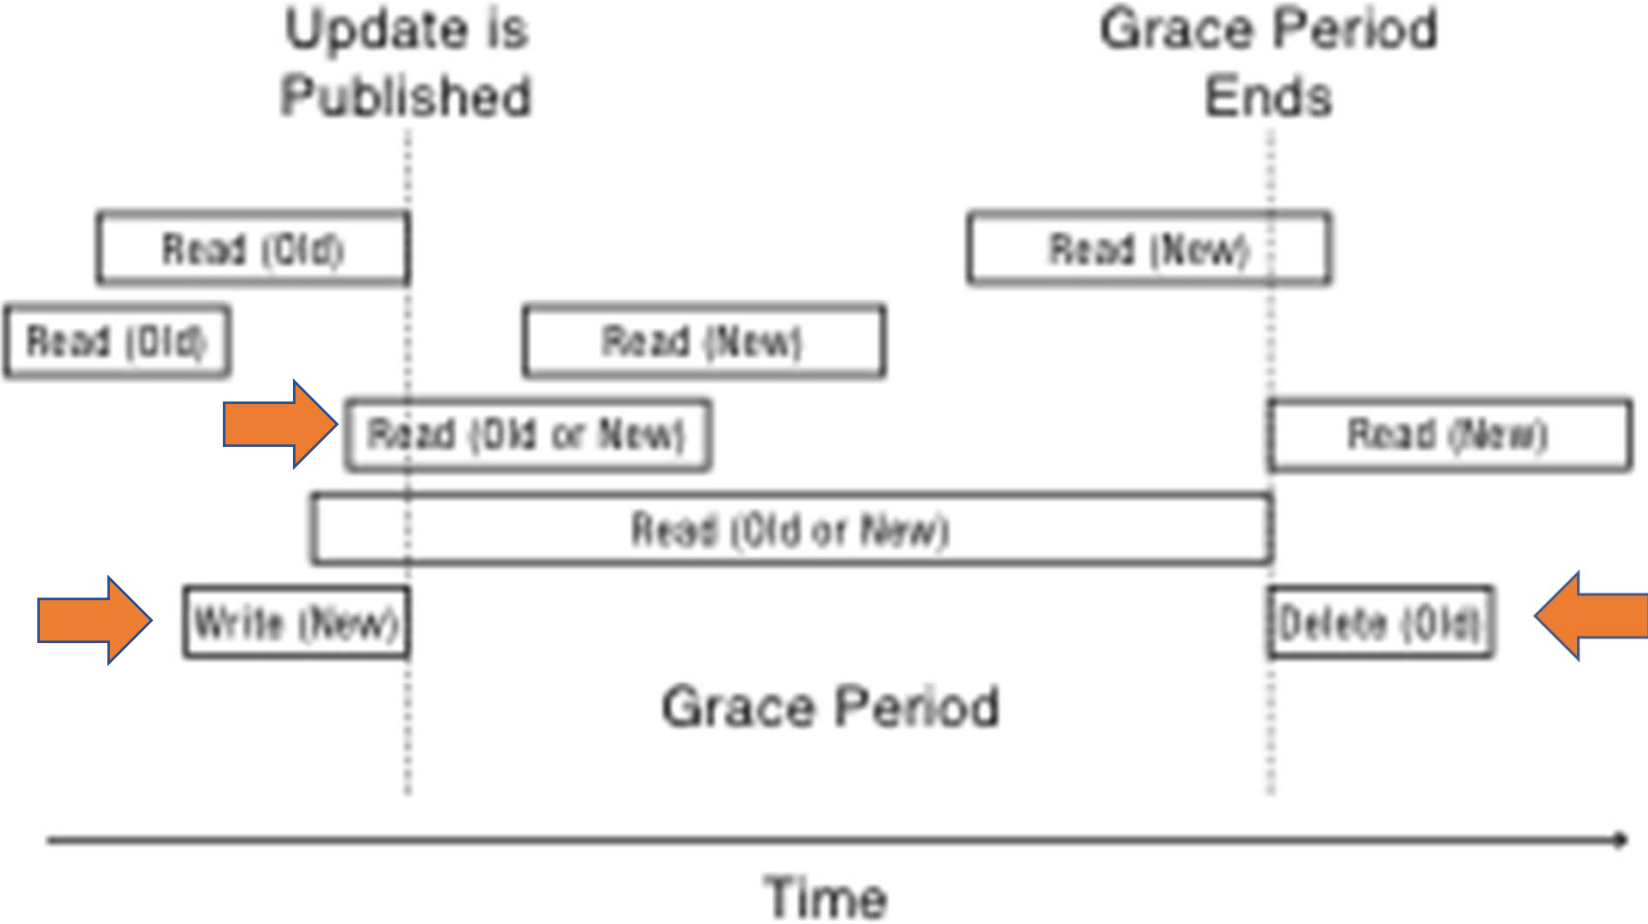 Update is
Published
Grace Period
Ends
Read (Old)
Read (New)
Read (Old)
Read (New)
Read (Old or New)
Read (New)
Read (Old or New)
Write (New)
Delete (Old)
Grace Period
Time